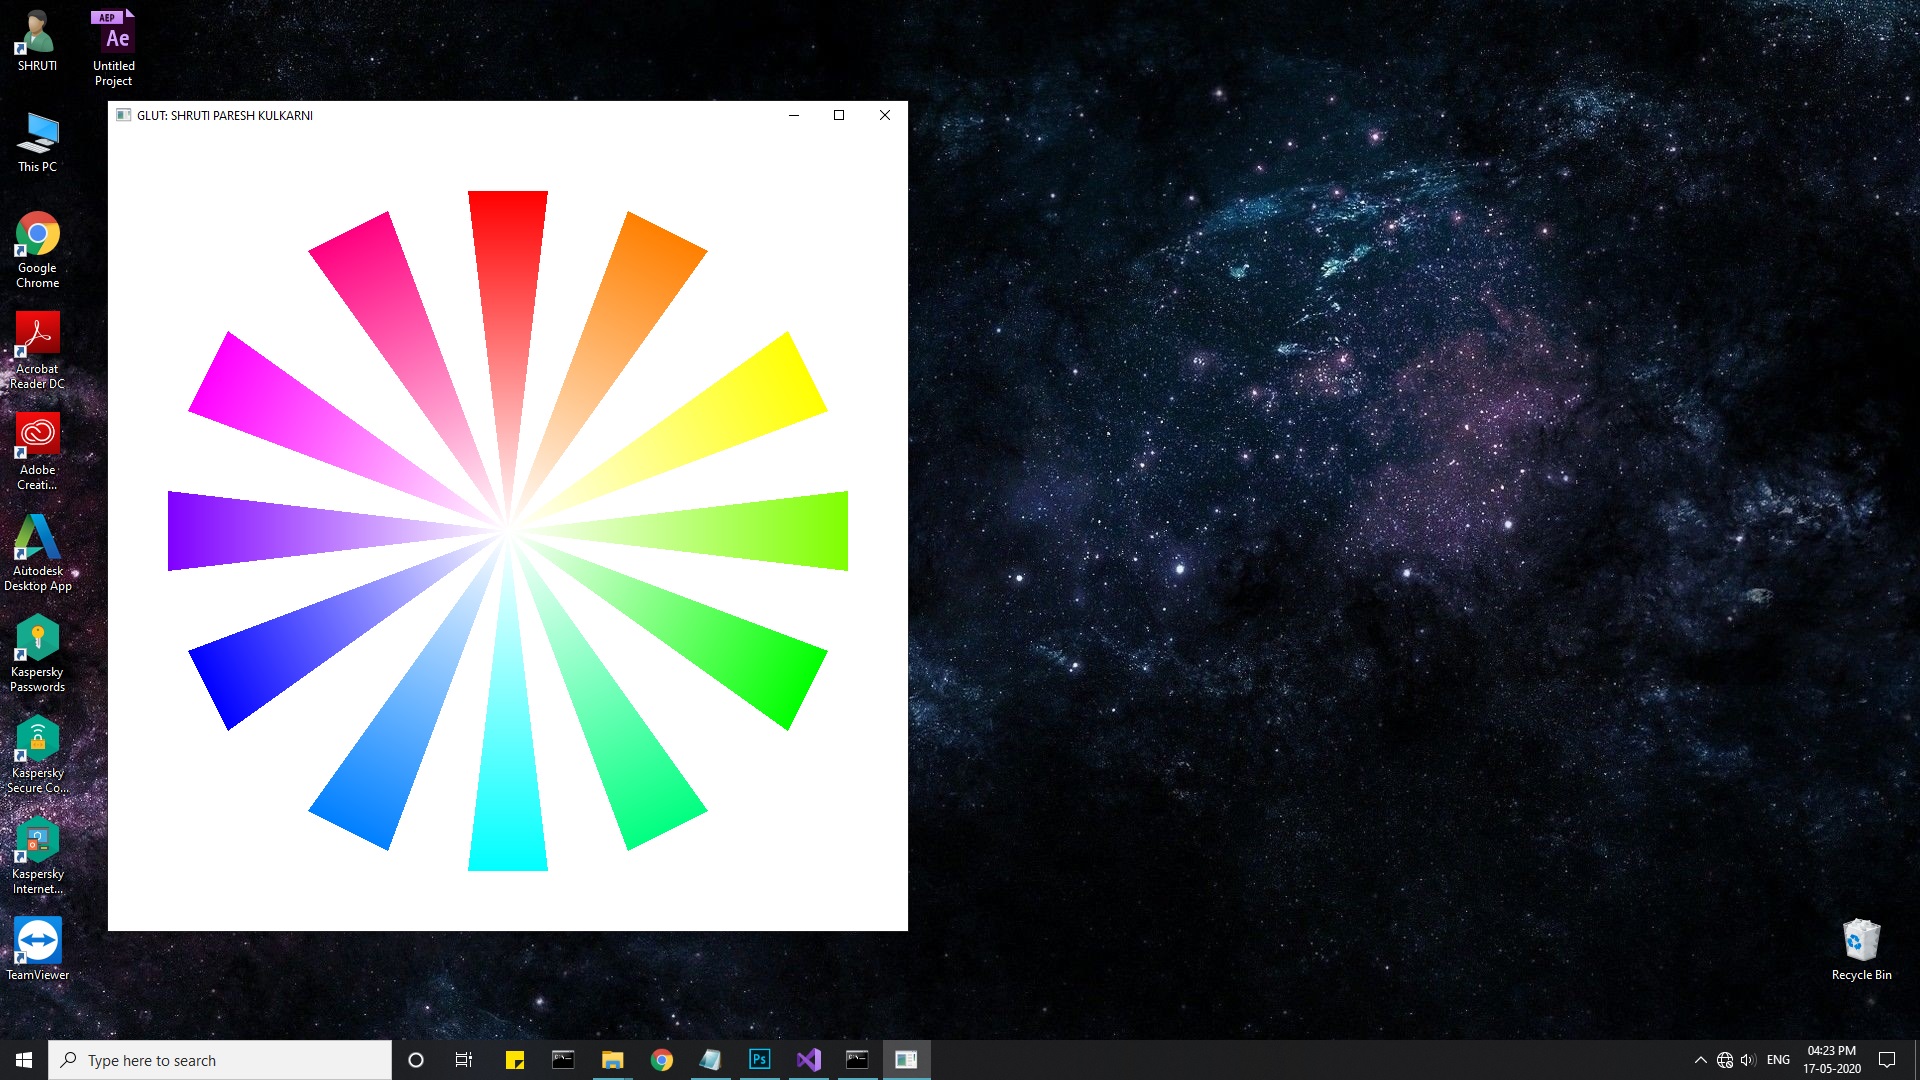 SHRUTI
AEP
Ae
Untitled
Project
GLUT: SHRUTI PARESH KULKARNI
This PC
Google
Chrome
Acrobat
Reader DC
Adobe
Creati...
Autodesk
Desktop App
Kaspersky
Passwords
Kaspersky
Secure Co...
Kaspersky
Internet...
TeamViewer
Recycle Bin
Type here to search
Ps
ENG
04:23 PM
17-05-2020